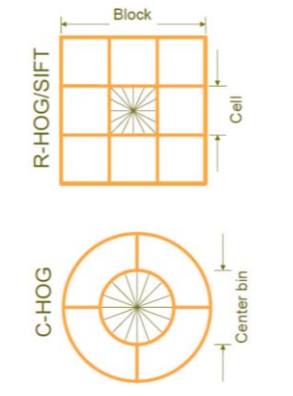 Block
R-HOG/SIFT
Cell
C-HOG
Center bin